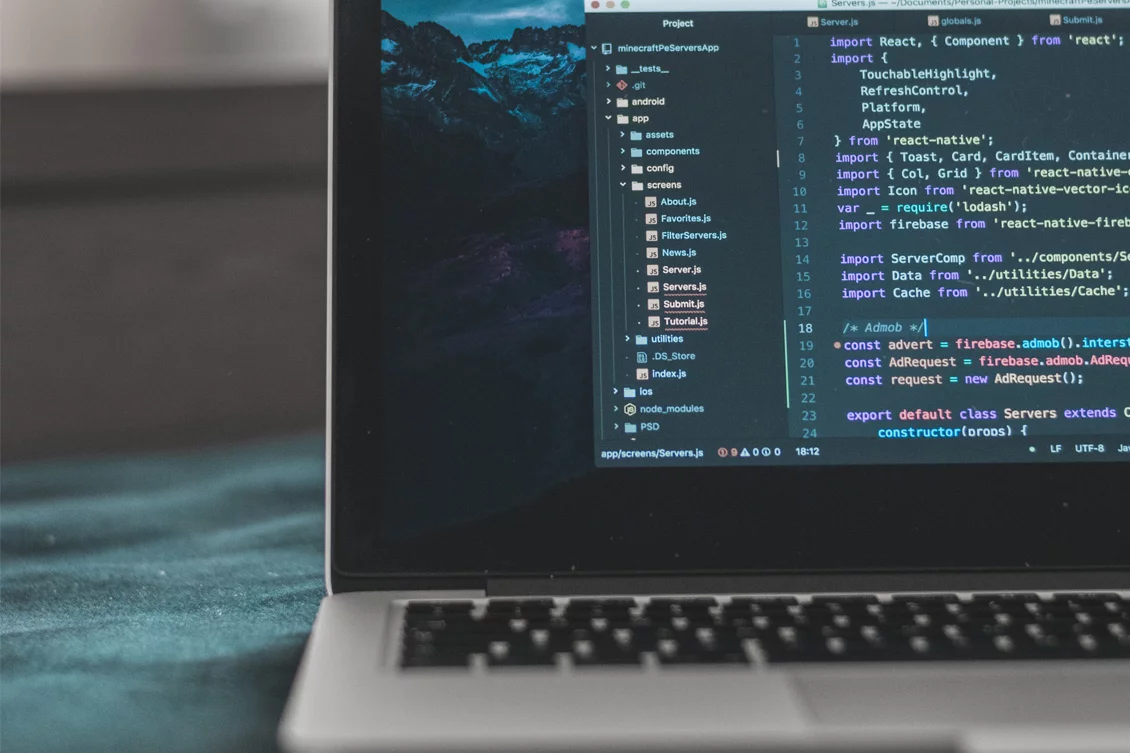 Servers.js — ~/Documents/Personal-Projects/minecraftPeServers
Project
Server.js
globals.js
Submit.js
minecraftPeServersApp
__tests__
.git
android
app
assets
components
config
screens
About.js
Favorites.js
FilterServers.js
News.js
Server.js
Servers.js
Submit.js
Tutorial.js
utilities
.DS_Store
index.js
ios
node_modules
PSD
1 import React, { Component } from 'react';
2 import {
3 TouchableHighlight,
4 RefreshControl,
5 Platform,
6 AppState
7 } from 'react-native';
8 import { Toast, Card, CardItem, Container
9 import { Col, Grid } from 'react-native-
10 import Icon from 'react-native-vector-ic
11 var _ = require('lodash');
12 import firebase from 'react-native-fireb
13
14 import ServerComp from '../components/Se
15 import Data from '../utilities/Data';
16 import Cache from '../utilities/Cache';
17
18 /* Admob */
19 const advert = firebase.admob().interst
20 const AdRequest = firebase.admob.AdRequ
21 const request = new AdRequest();
22
23 export default class Servers extends C
24 constructor(props) {
app/screens/Servers.js 9 0 0 18:12 LF UTF-8 Jav